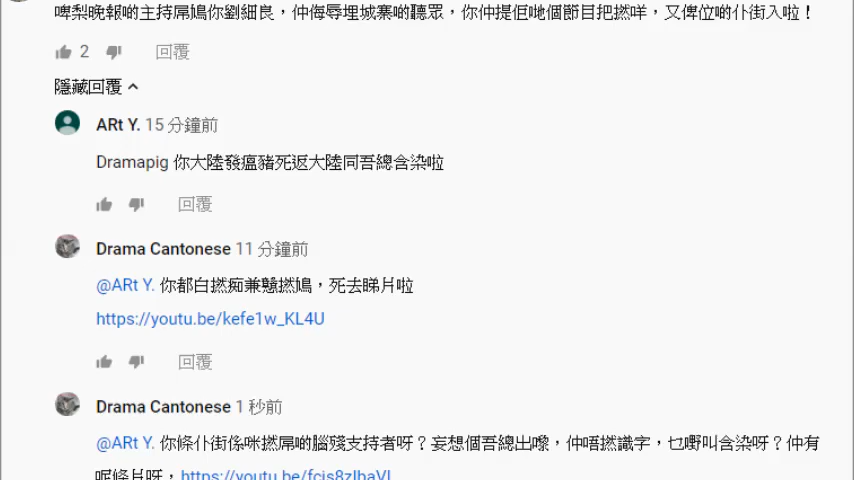 啤梨晚報啲主持屌鳩你劉細良，仲侮辱埋城寨啲聽眾，你仲提佢哋個節目把撚咩，又俾位啲仆街入啦！
2 回覆
隱藏回覆
ARt Y. 15 分鐘前
Dramapig 你大陸發瘟豬死返大陸同吾總含染啦
回覆
Drama Cantonese 11 分鐘前
@ARt Y. 你都白撚痴兼戇撚鳩，死去睇片啦
https://youtu.be/kefe1w_KL4U
回覆
Drama Cantonese 1 秒前
@ARt Y. 你條仆街係咪撚屌啲腦殘支持者呀？妄想個吾總出嚟，仲唔撚識字，乜嘢叫含染呀？仲有
呢條片呀，